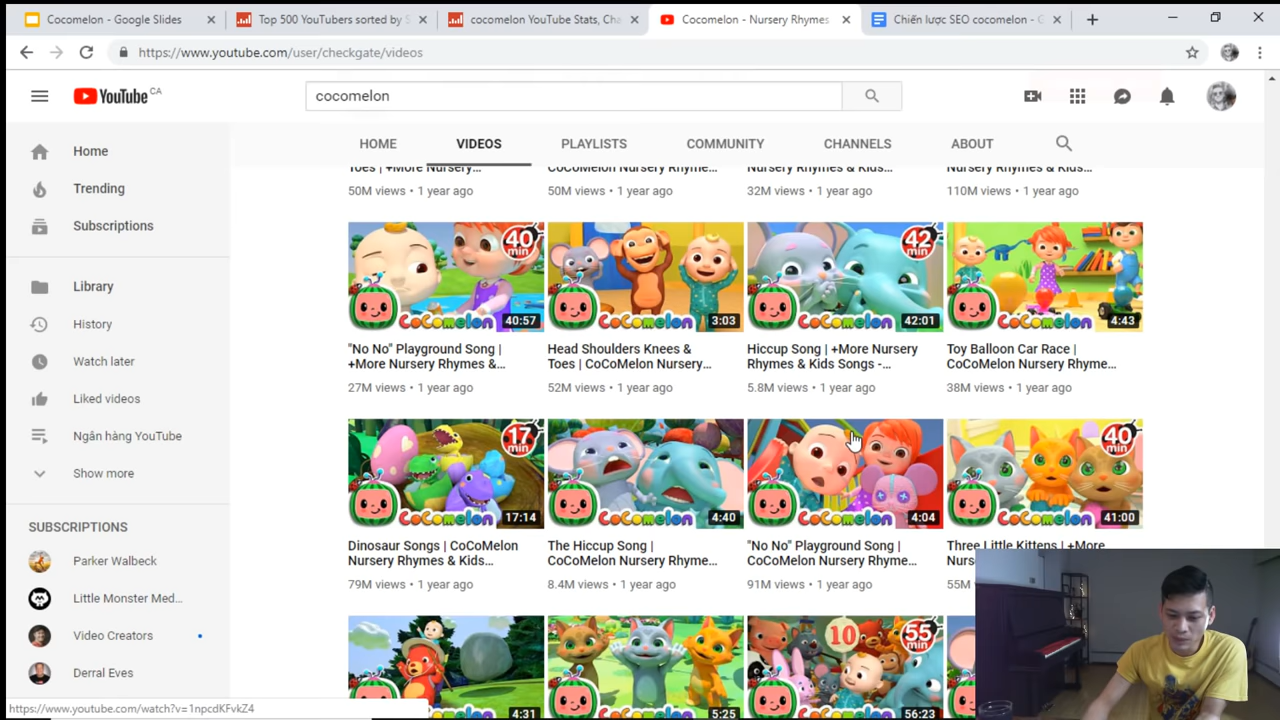 Cocomelon - Google Slides
Top 500 YouTubers sorted by S
cocomelon YouTube Stats, Cha
Cocomelon - Nursery Rhymes
Chiến lược SEO cocomelon - G
https://www.youtube.com/user/checkgate/videos
YouTube CA
cocomelon
HOME VIDEOS PLAYLISTS COMMUNITY CHANNELS ABOUT
Home
Trending
Subscriptions
Library
History
Watch later
Liked videos
Ngân hàng YouTube
Show more
SUBSCRIPTIONS
Parker Walbeck
Little Monster Med...
Video Creators
Derral Eves
https://www.youtube.com/watch?v=1npcdKFvkZ4
Toes | +More Nursery...
50M views • 1 year ago
CoCoMelon Nursery Rhyme...
50M views • 1 year ago
Nursery Rhymes & Kids...
32M views • 1 year ago
Nursery Rhymes & Kids...
110M views • 1 year ago
40 min
CoCoMelon
40:57
"No No" Playground Song |
+More Nursery Rhymes &...
27M views • 1 year ago
CoCoMelon
3:03
Head Shoulders Knees &
Toes | CoCoMelon Nursery...
52M views • 1 year ago
42 min
CoCoMelon
42:01
Hiccup Song | +More Nursery
Rhymes & Kids Songs -...
5.8M views • 1 year ago
CoCoMelon
4:43
Toy Balloon Car Race |
CoCoMelon Nursery Rhyme...
38M views • 1 year ago
17 min
CoCoMelon
17:14
Dinosaur Songs | CoCoMelon
Nursery Rhymes & Kids...
79M views • 1 year ago
CoCoMelon
4:40
The Hiccup Song |
CoCoMelon Nursery Rhyme...
8.4M views • 1 year ago
CoCoMelon
4:04
"No No" Playground Song |
CoCoMelon Nursery Rhyme...
91M views • 1 year ago
40 min
CoCoMelon
41:00
Three Little Kittens | +More
55M
CoCoMelon
4:31
CoCoMelon
5:25
10
55 min
CoCoMelon
56:23